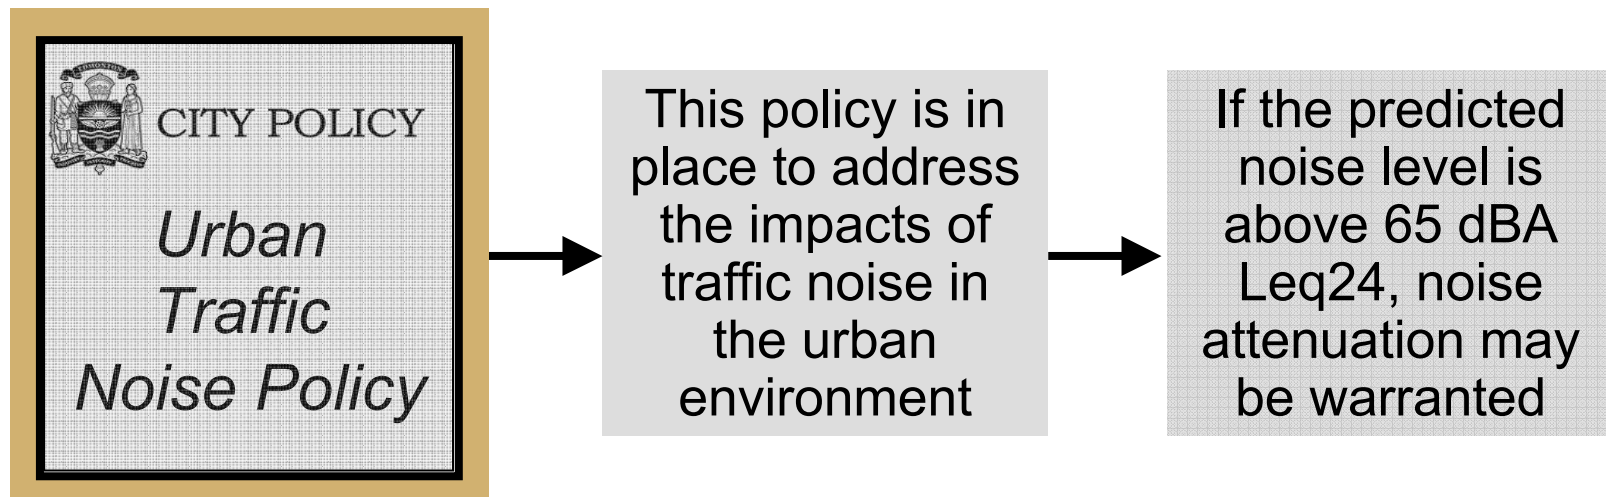 EDMONTON
CITY POLICY
Urban
Traffic
Noise Policy
This policy is in
place to address
the impacts of
traffic noise in
the urban
environment
If the predicted
noise level is
above 65 dBA
Leq24, noise
attenuation may
be warranted